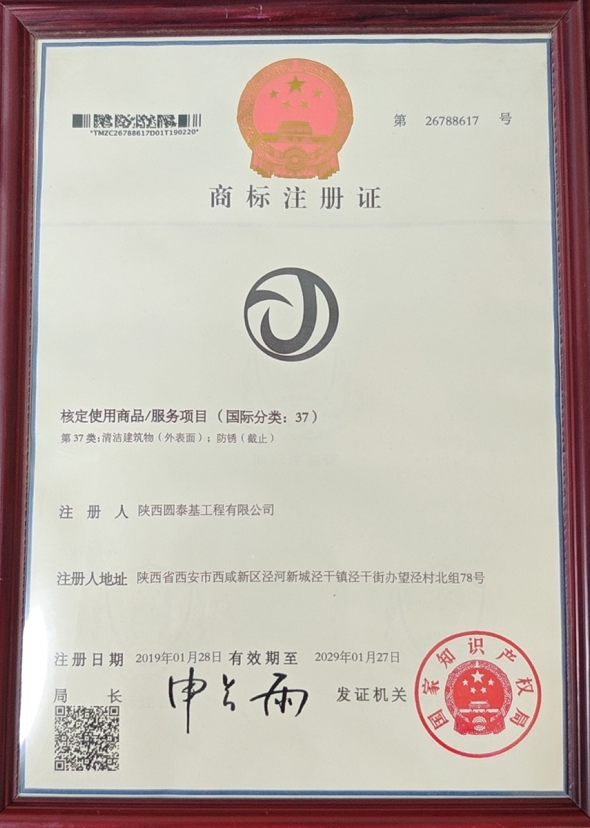 *TMZC26788617D01T190220*
第 26788617 号
商标注册证
核定使用商品/服务项目（国际分类：37）
第37类：清洁建筑物（外表面）；防锈（截止）
注册人 陕西圆泰基工程有限公司
注册人地址 陕西省西安市西咸新区泾河新城泾干镇泾干街办望泾村北组78号
注册日期 2019年01月28日 有效期至 2029年01月27日
局长 申长雨 发证机关
国家知识产权局